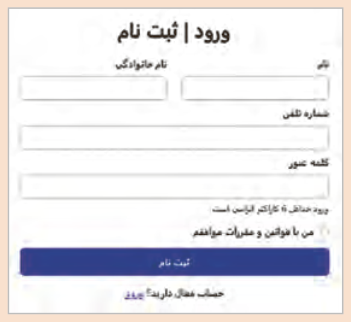 ورود | ثبت نام
نام نام خانوادگی
شماره تلفن
کلمه عبور
ورود حداقل 6 کاراکتر الزامی است
من با قوانین و مقررات موافقم
ثبت نام
حساب فعال دارید؟ ورود